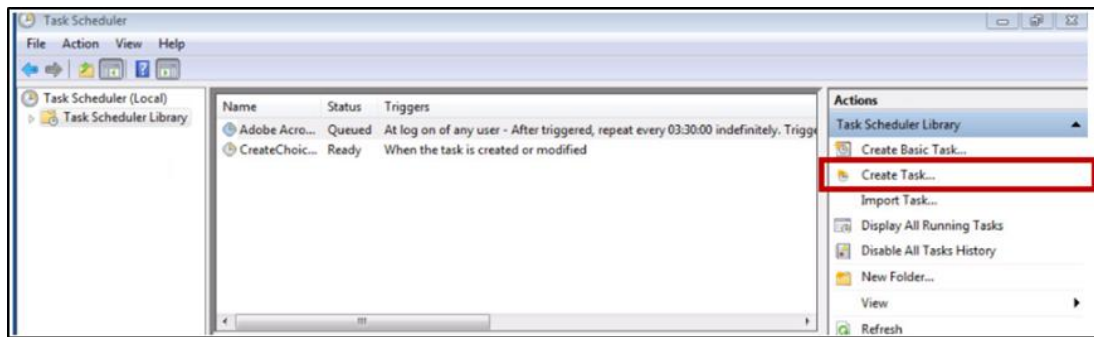 Task Scheduler
File Action View Help
Task Scheduler (Local)
Task Scheduler Library
Name Status Triggers
Adobe Acro... Queued At log on of any user - After triggered, repeat every 03:30:00 indefinitely. Trigge
CreateChoic... Ready When the task is created or modified
Actions
Task Scheduler Library
Create Basic Task...
Create Task...
Import Task...
Display All Running Tasks
Disable All Tasks History
New Folder...
View
Refresh